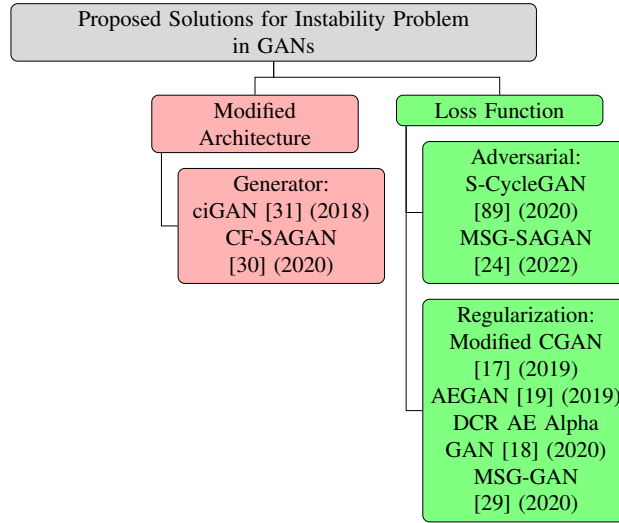 Proposed Solutions for Instability Problem
in GANs
Modified
Architecture
Generator:
ciGAN [31] (2018)
CF-SAGAN
[30] (2020)
Loss Function
Adversarial:
S-CycleGAN
[89] (2020)
MSG-SAGAN
[24] (2022)
Regularization:
Modified CGAN
[17] (2019)
AEGAN [19] (2019)
DCR AE Alpha
GAN [18] (2020)
MSG-GAN
[29] (2020)